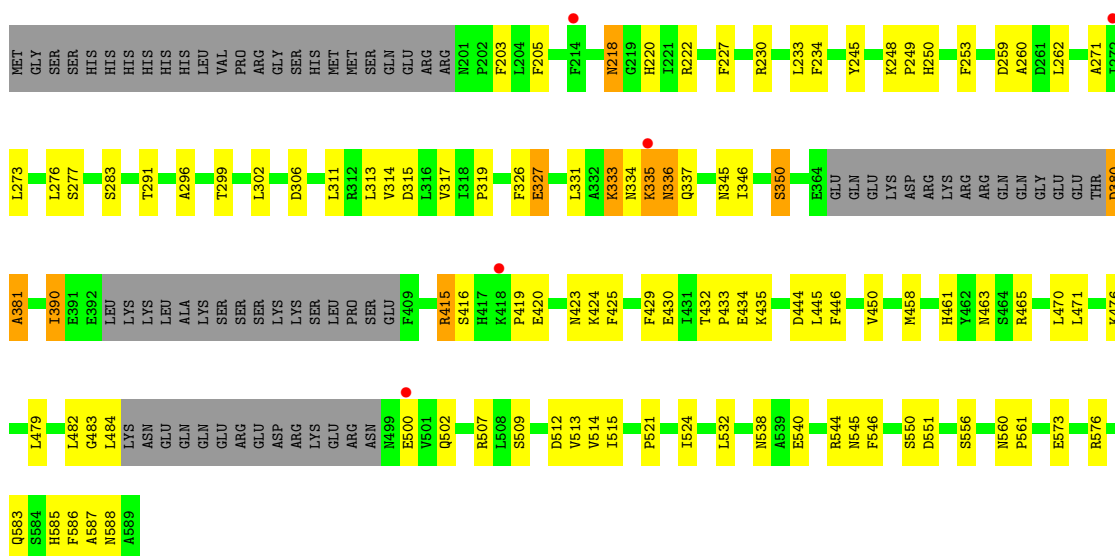 MET GLY SER SER HIS HIS HIS HIS HIS HIS LEU VAL PRO ARG GLY SER HIS MET MET SER GLN GLU ARG ARG N201 P202 F203 L204 F205 F214 N218 G219 H220 I221 R222 F227 R230 L233 F234 Y245 K248 P249 H250 F253 D259 A260 D261 L262 A271 I272
L273 L276 S277 S283 T291 A296 T299 L302 D306 L311 R312 L313 V314 D315 L316 V317 I318 P319 F326 E327 L331 A332 K333 N334 K335 N336 Q337 N345 I346 S350 E364 GLU GLN GLU LYS ASP ARG LYS ARG ARG GLN GLN GLY GLU GLU THR D380
A381 I390 E391 E392 LEU LYS LYS LEU ALA LYS SER SER SER LYS LYS SER LEU PRO SER GLU F409 R415 S416 H417 K418 P419 E420 N423 K424 F425 F429 E430 I431 T432 P433 E434 K435 D444 L445 F446 V450 M458 H461 Y462 N463 S464 R465 L470 L471 K476
L479 L482 G483 L484 LYS ASN GLU GLN GLN GLU ARG GLU ASP ARG LYS GLU ARG ASN N499 E500 V501 Q502 R507 L508 S509 D512 V513 V514 I515 P521 I524 L532 N538 A539 E540 R544 N545 F546 S550 D551 S556 N560 P561 E573 R576
Q583 S584 H585 F586 A587 N588 A589